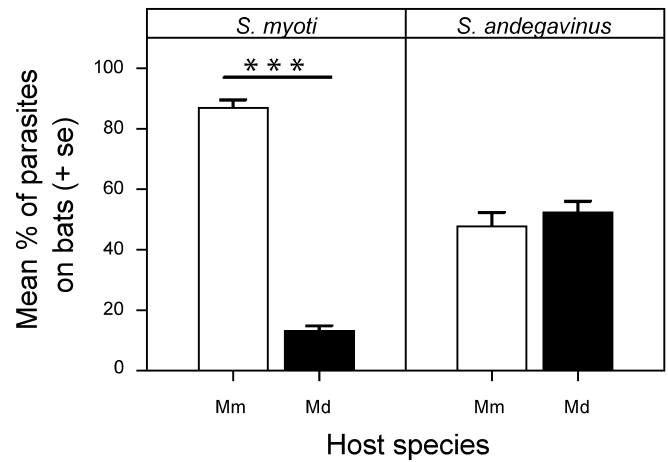 S. myoti
S. andegavinus
Mean % of parasites
on bats (+ se)
100
80
60
40
20
0
***
Mm
Md
Mm
Md
Host species